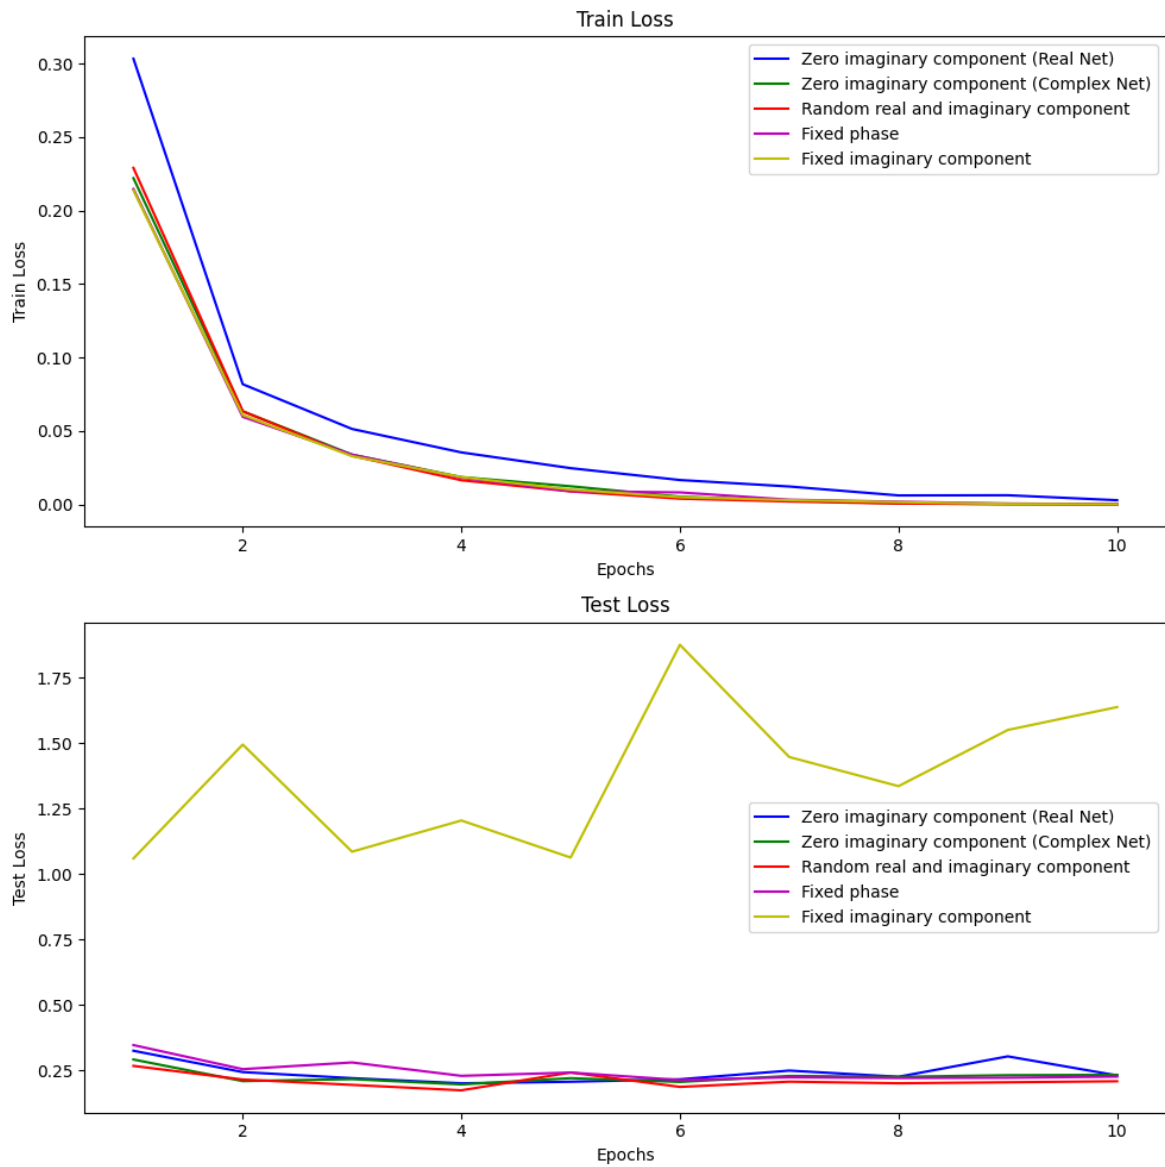 Train Loss
0.30
0.25
0.20
0.15
0.10
0.05
0.00
Train Loss
Zero imaginary component (Real Net)
Zero imaginary component (Complex Net)
Random real and imaginary component
Fixed phase
Fixed imaginary component
2 4 6 8 10
Epochs
Test Loss
1.75
1.50
1.25
1.00
0.75
0.50
0.25
Test Loss
Zero imaginary component (Real Net)
Zero imaginary component (Complex Net)
Random real and imaginary component
Fixed phase
Fixed imaginary component
2 4 6 8 10
Epochs